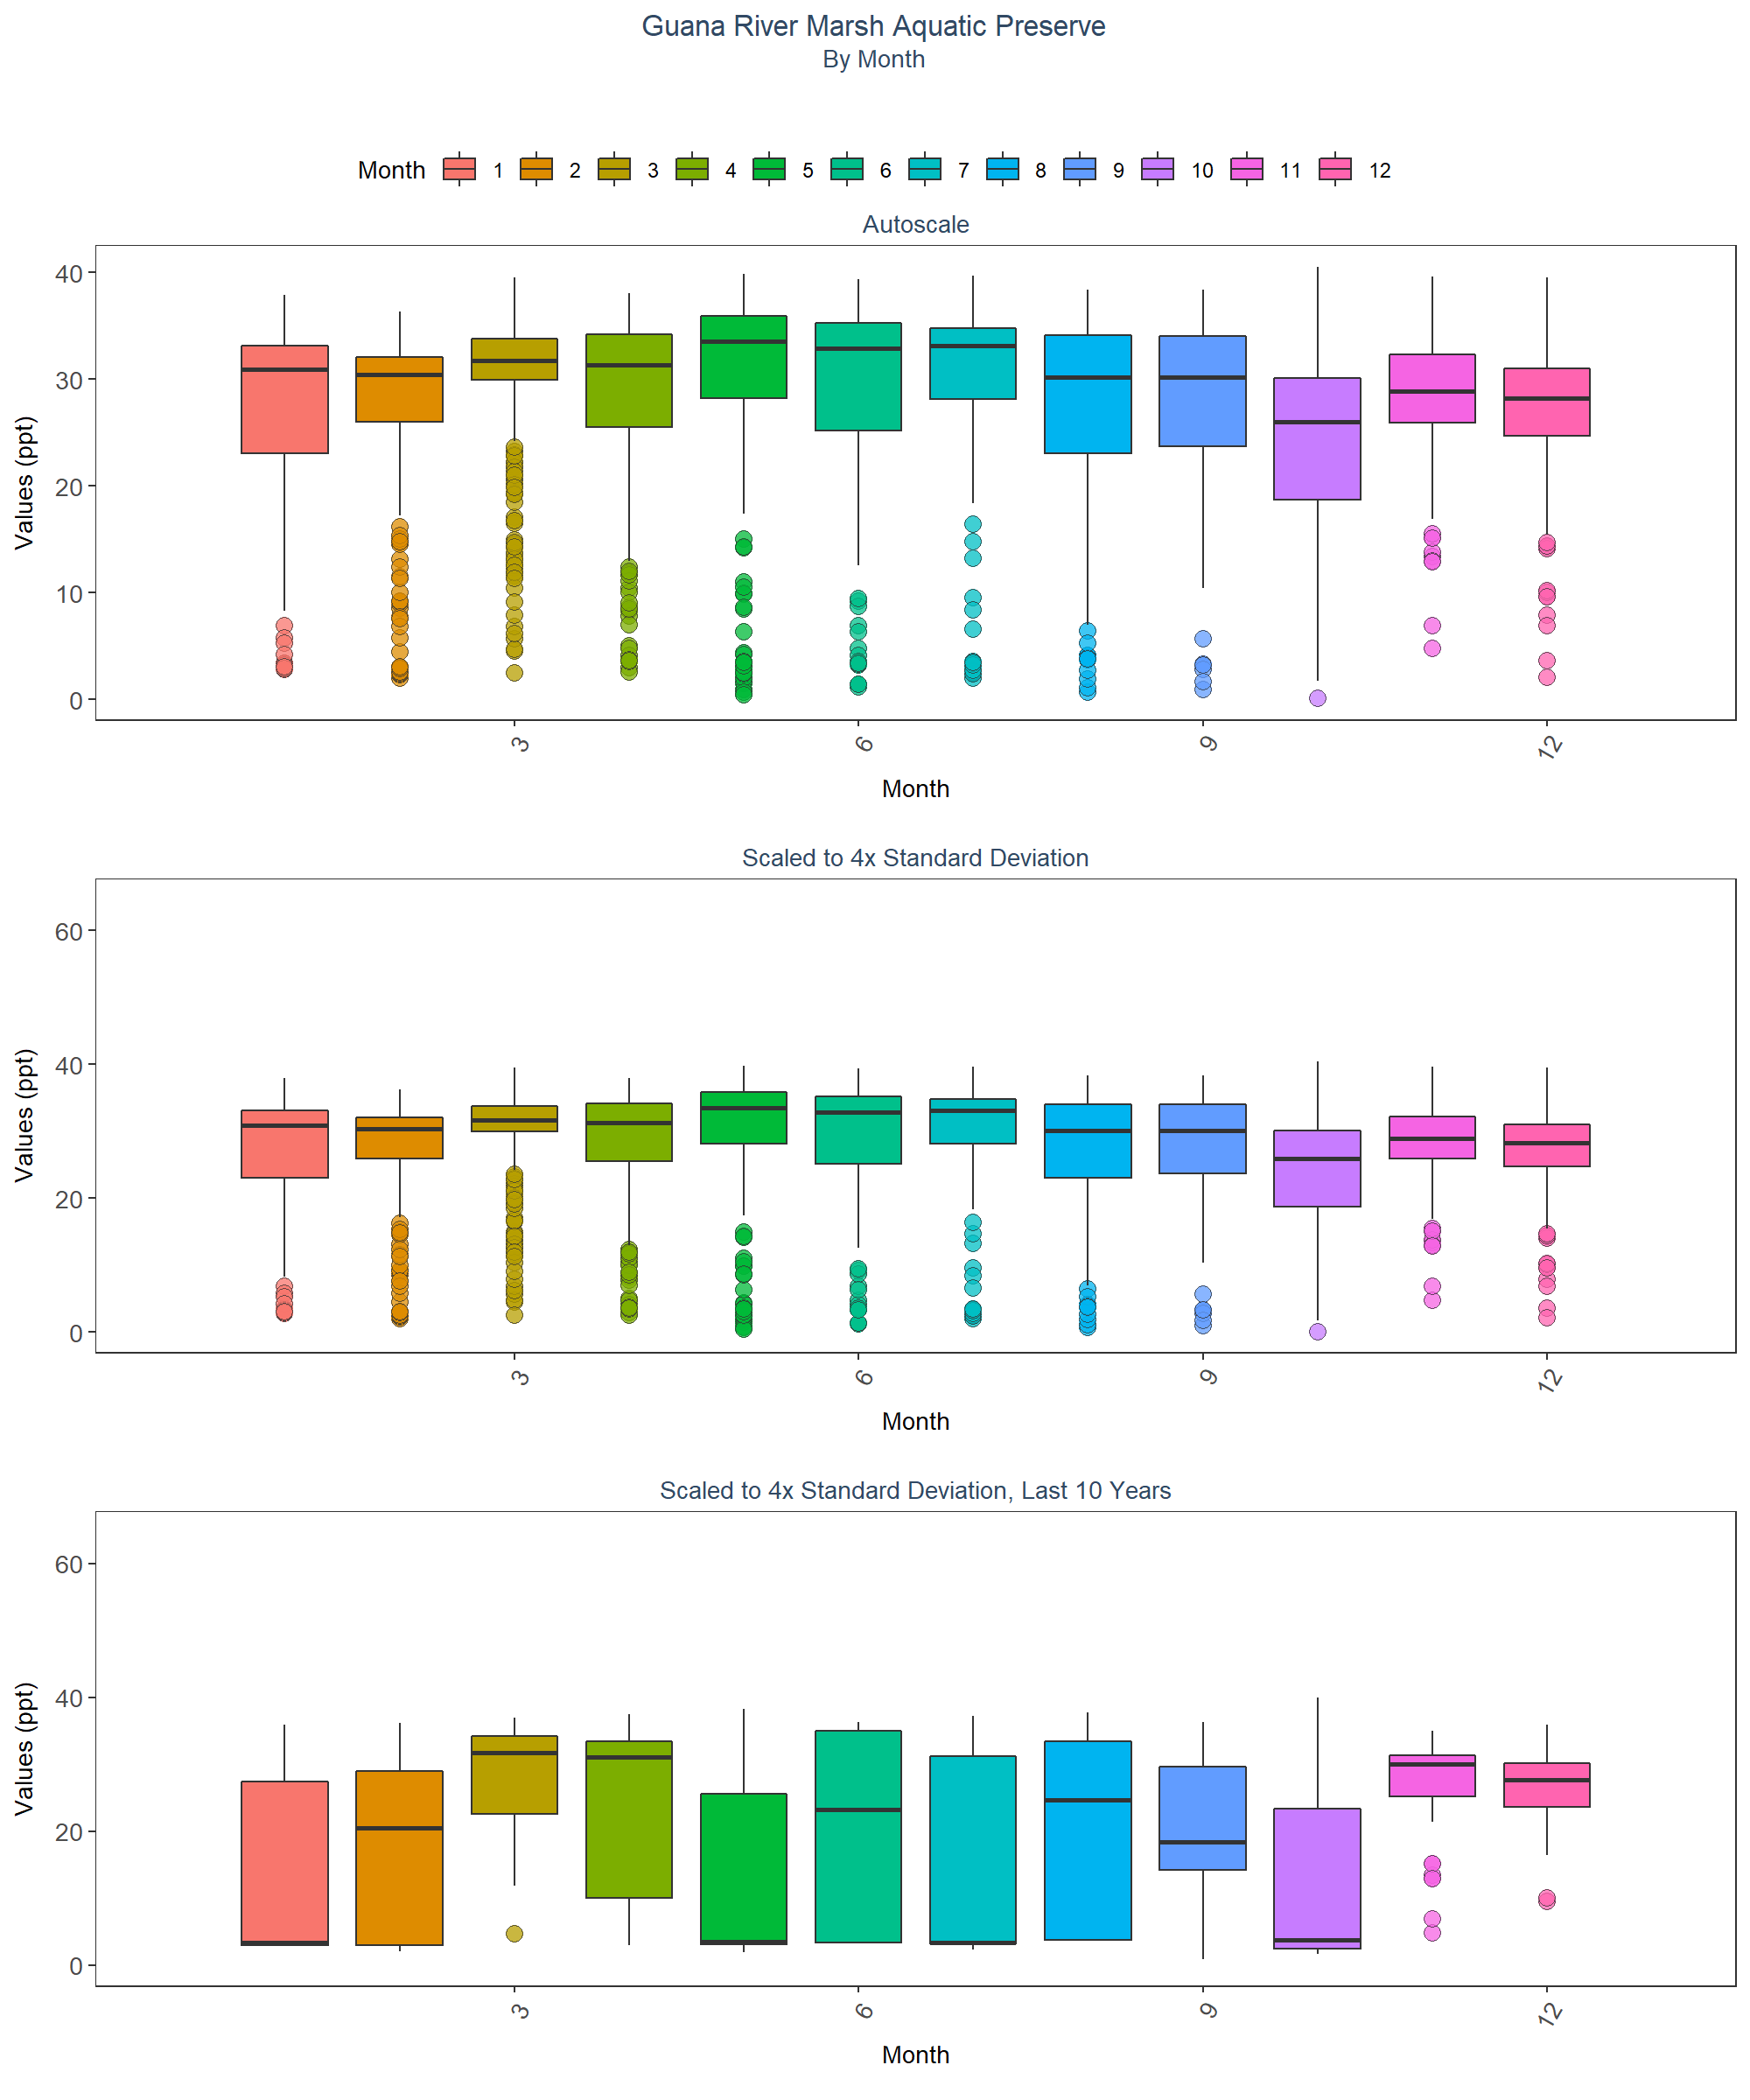 Guana River Marsh Aquatic Preserve
By Month
Month 1 2 3 4 5 6 7 8 9 10 11 12
Autoscale
Values (ppt)
40
30
20
10
0
3 6 9 12
Month
Scaled to 4x Standard Deviation
Values (ppt)
60
40
20
0
3 6 9 12
Month
Scaled to 4x Standard Deviation, Last 10 Years
Values (ppt)
60
40
20
0
3 6 9 12
Month